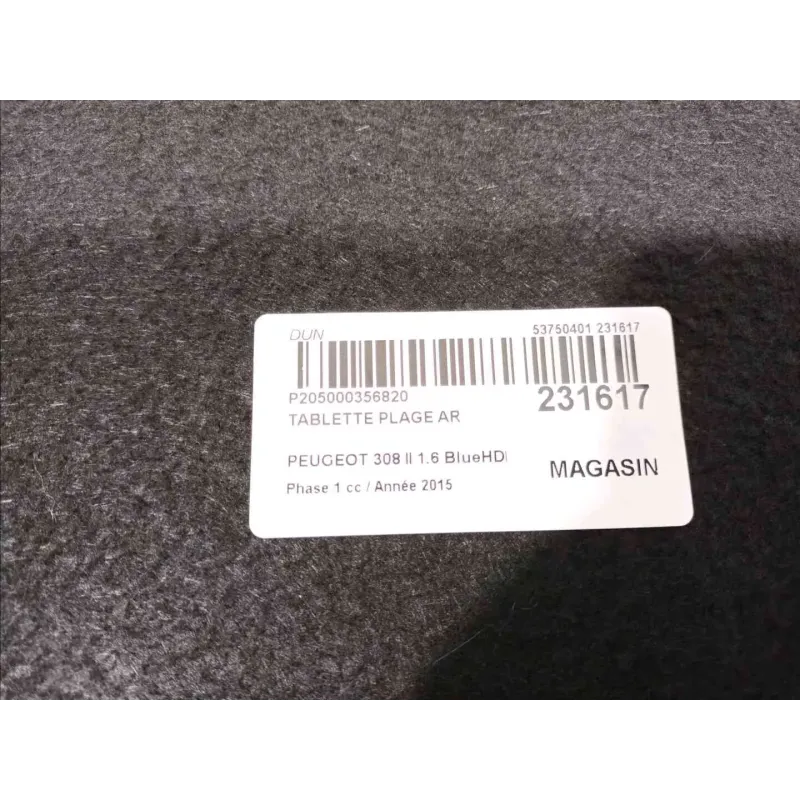 DUN
53750401 231617
P205000356820
231617
TABLETTE PLAGE AR
PEUGEOT 308 II 1.6 BlueHDi
MAGASIN
Phase 1 cc / Année 2015